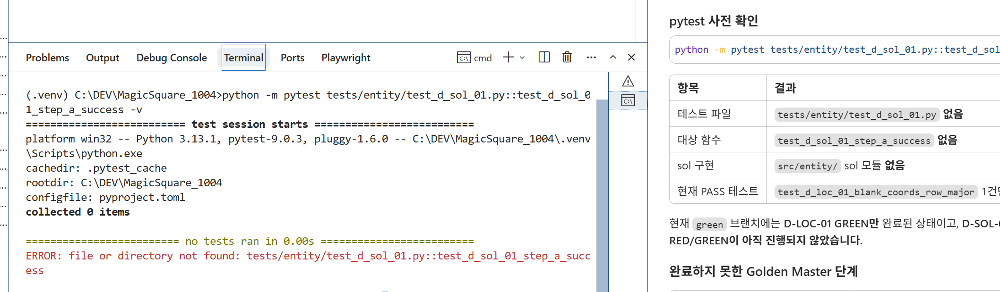 Problems Output Debug Console Terminal Ports Playwright cmd
(.venv) C:\DEV\MagicSquare_1004>python -m pytest tests/entity/test_d_sol_01.py::test_d_sol_0
1_step_a_success -v
========================== test session starts ==========================
platform win32 -- Python 3.13.1, pytest-9.0.3, pluggy-1.6.0 -- C:\DEV\MagicSquare_1004\.venv
\Scripts\python.exe
cachedir: .pytest_cache
rootdir: C:\DEV\MagicSquare_1004
configfile: pyproject.toml
collected 0 items
========================= no tests ran in 0.00s =========================
ERROR: file or directory not found: tests/entity/test_d_sol_01.py::test_d_sol_01_step_a_succ
ess
pytest 사전 확인
python -m pytest tests/entity/test_d_sol_01.py::test_d_sol
항목 결과
테스트 파일 tests/entity/test_d_sol_01.py 없음
대상 함수 test_d_sol_01_step_a_success 없음
sol 구현 src/entity/ sol 모듈 없음
현재 PASS 테스트 test_d_loc_01_blank_coords_row_major 1건
현재 green 브랜치에는 D-LOC-01 GREEN만 완료된 상태이고, D-SOL-
RED/GREEN이 아직 진행되지 않았습니다.
완료하지 못한 Golden Master 단계